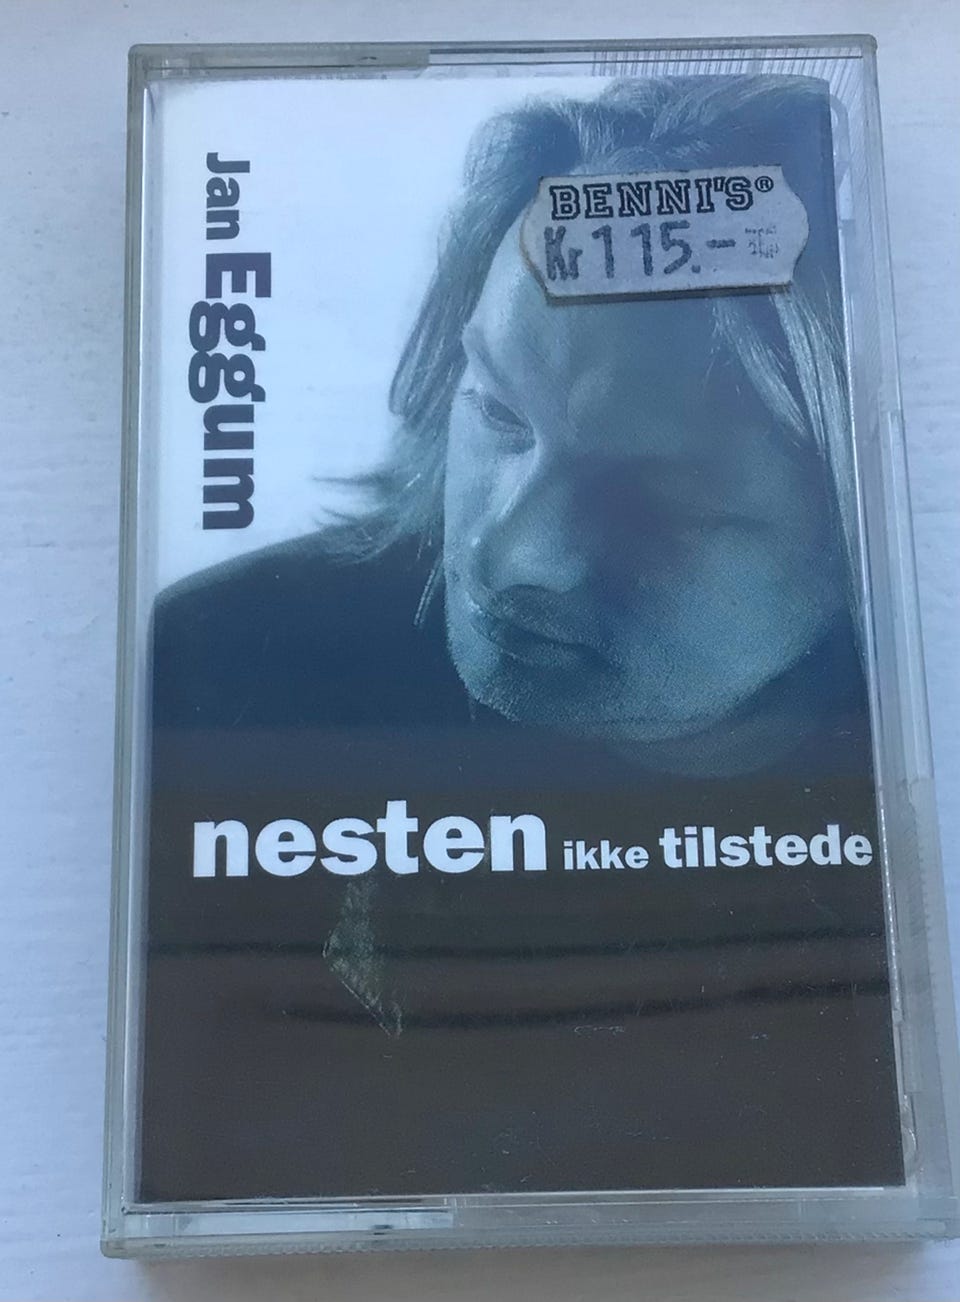 Jan Eggum
BENNI'S®
Kr 115.-
nesten ikke tilstede